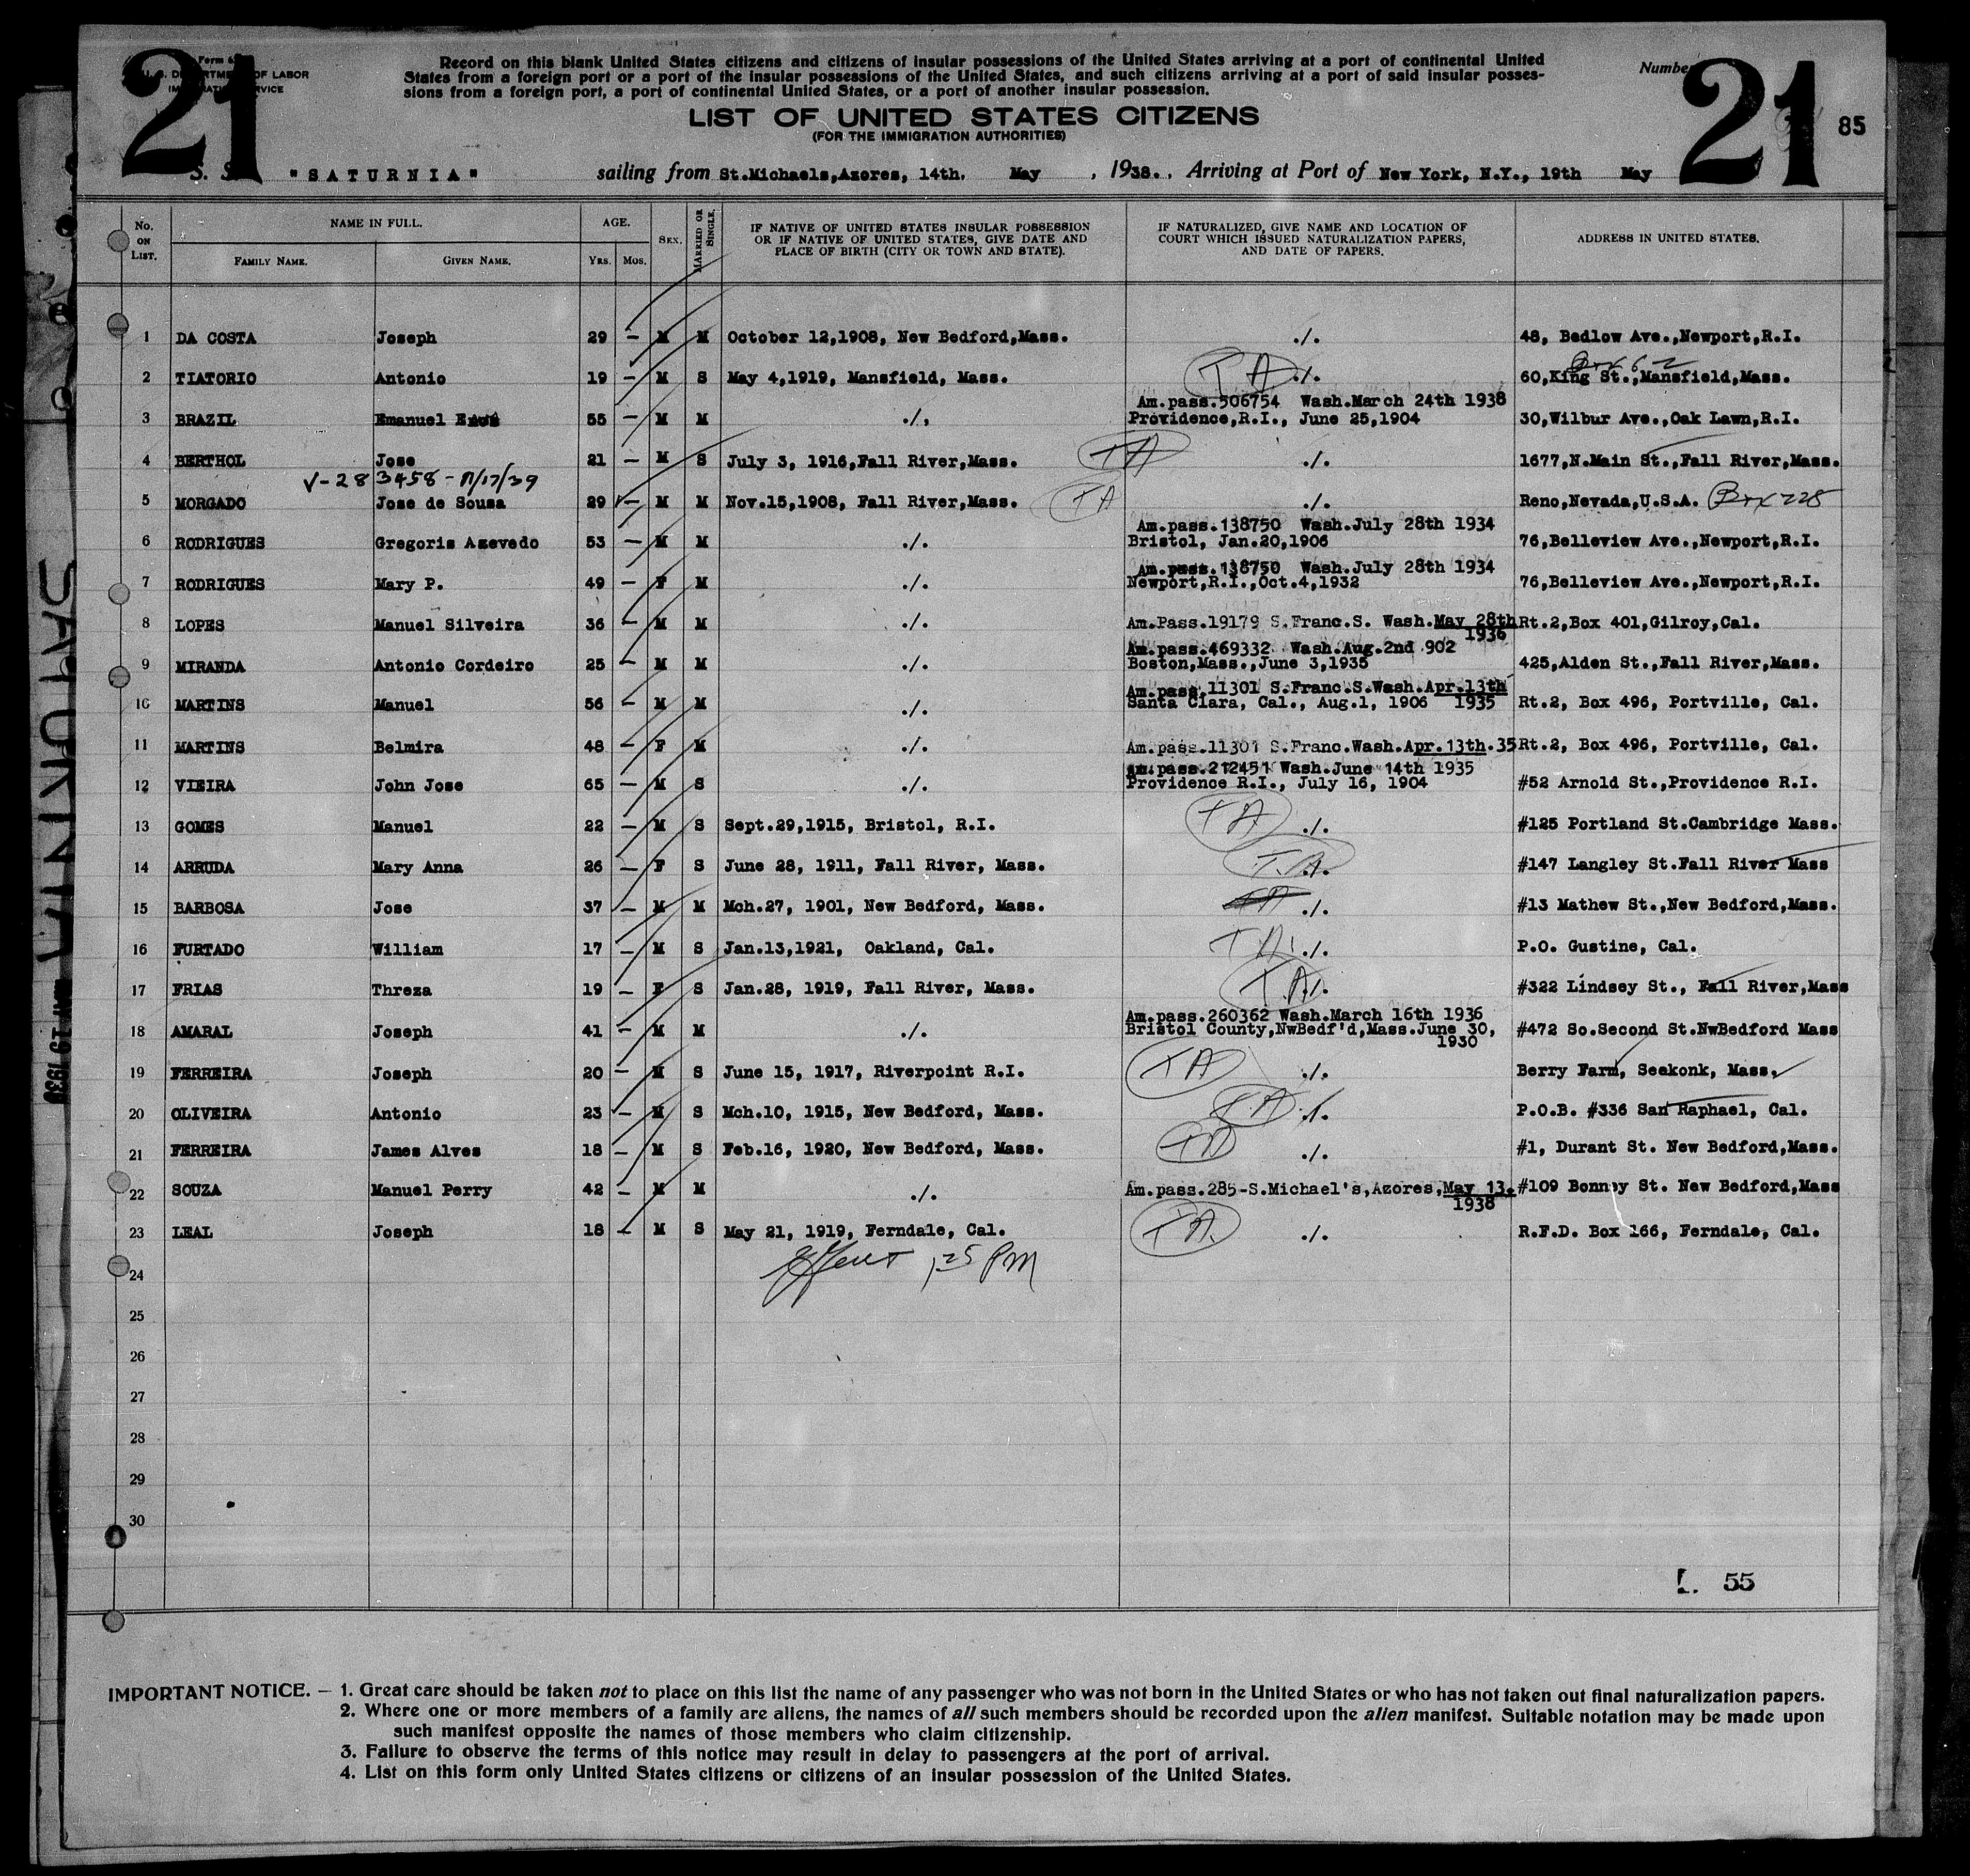 21
Form 6
U. S. DEPARTMENT OF LABOR
IMMIGRATION SERVICE
Record on this blank United States citizens and citizens of insular possessions of the United States arriving at a port of continental United
States from a foreign port or a port of the insular possessions of the United States, and such citizens arriving at a port of said insular posses-
sions from a foreign port, a port of continental United States, or a port of another insular possession.
Number
21
85
LIST OF UNITED STATES CITIZENS
(FOR THE IMMIGRATION AUTHORITIES)
S. S. "SATURNIA" sailing from St.Michaels,Azores, 14th. May , 1938. , Arriving at Port of New York, N.Y., 19th May
No. ON LIST. NAME IN FULL. FAMILY NAME. GIVEN NAME. AGE. YRS. MOS. SEX. MARRIED OR SINGLE. IF NATIVE OF UNITED STATES INSULAR POSSESSION OR IF NATIVE OF UNITED STATES, GIVE DATE AND PLACE OF BIRTH (CITY OR TOWN AND STATE). IF NATURALIZED, GIVE NAME AND LOCATION OF COURT WHICH ISSUED NATURALIZATION PAPERS, AND DATE OF PAPERS. ADDRESS IN UNITED STATES.
1 DA COSTA Joseph 29 – M M October 12,1908, New Bedford,Mass. ./. 48, Bedlow Ave.,Newport,R.I.
Box 62
2 TIATORIO Antonio 19 – M S May 4,1919, Mansfield, Mass. TA ./. 60,King St.,Mansfield,Mass.
Am.pass.506754 Wash.March 24th 1938
3 BRAZIL Emanuel 55 – M M ./, Providence,R.I., June 25,1904 30,Wilbur Ave.,Oak Lawn,R.I.
4 BERTHOL Jose 21 – M S July 3, 1916,Fall River,Mass. TA ./. 1677,N.Main St.,Fall River,Mass.
V-283458-11/17/39
5 MORGADO Jose de Sousa 29 – M M Nov.15,1908, Fall River,Mass. TA ./. Reno,Nevada,U.S.A. Box 228
Am.pass.138750 Wash.July 28th 1934
6 RODRIGUES Gregoris Azevedo 53 – M M ./. Bristol, Jan.20,1906 76,Belleview Ave.,Newport,R.I.
Am.pass.138750 Wash.July 28th 1934
7 RODRIGUES Mary P. 49 – F M ./. Newport,R.I.,Oct.4,1932 76,Belleview Ave.,Newport,R.I.
8 LOPES Manuel Silveira 36 – M M ./. Am.Pass.19179 S.Franc.S. Wash.May 28th Rt.2,Box 401,Gilroy,Cal.
1936
Am.pass.469332 Wash.Aug.2nd 902
9 MIRANDA Antonio Cordeiro 25 – M M ./. Boston,Mass.,June 3,1935 425,Alden St.,Fall River,Mass.
Am.pass.11301 S.Franc.S.Wash.Apr.13th
10 MARTINS Manuel 56 – M M ./. Santa Clara, Cal., Aug.1, 1906 1935 Rt.2, Box 496, Portville, Cal.
11 MARTINS Belmira 48 – F M ./. Am.pass.11301 S.Franc.Wash.Apr.13th.35 Rt.2, Box 496, Portville, Cal.
am.pass.212451 Wash.June 14th 1935
12 VIEIRA John Jose 65 – M S ./. Providence R.I., July 16, 1904 #52 Arnold St.,Providence R.I.
13 GOMES Manuel 22 – M S Sept.29,1915, Bristol, R.I. TA ./. #125 Portland St.Cambridge Mass.
14 ARRUDA Mary Anna 26 – F S June 28, 1911, Fall River, Mass. T.A. ./. #147 Langley St.Fall River Mass
15 BARBOSA Jose 37 – M M Mch.27, 1901, New Bedford, Mass. TA ./. #13 Mathew St.,New Bedford,Mass.
16 FURTADO William 17 – M S Jan.13,1921, Oakland, Cal. TA ./. P.O. Gustine, Cal.
17 FRIAS Threza 19 – F S Jan.28, 1919, Fall River, Mass. T.A. ./. #322 Lindsey St., Fall River,Mass
Am.pass.260362 Wash.March 16th 1936
18 AMARAL Joseph 41 – M M ./. Bristol County,NwBedf'd,Mass.June 30, #472 So.Second St.NwBedford Mass
1930
19 FERREIRA Joseph 20 – M S June 15, 1917, Riverpoint R.I. TA ./. Berry Farm, Seekonk, Mass.
20 OLIVEIRA Antonio 23 – M S Mch.10, 1915, New Bedford, Mass. TA ./. P.O.B. #336 San Raphael, Cal.
21 FERREIRA James Alves 18 – M S Feb.16, 1920, New Bedford, Mass. TA ./. #1, Durant St. New Bedford,Mass.
22 SOUZA Manuel Perry 42 – M M ./. Am.pass.285-S.Michael's,Azores,May 13. #109 Bonney St. New Bedford,Mass
1938
23 LEAL Joseph 18 – M S May 21, 1919, Ferndale, Cal. TA. ./. R.F.D. Box 166, Ferndale, Cal.
24 PM
25
26
27
28
29
30
L. 55
IMPORTANT NOTICE. — 1. Great care should be taken not to place on this list the name of any passenger who was not born in the United States or who has not taken out final naturalization papers.
2. Where one or more members of a family are aliens, the names of all such members should be recorded upon the alien manifest. Suitable notation may be made upon
such manifest opposite the names of those members who claim citizenship.
3. Failure to observe the terms of this notice may result in delay to passengers at the port of arrival.
4. List on this form only United States citizens or citizens of an insular possession of the United States.
SATURNIA
MAY 19 1938